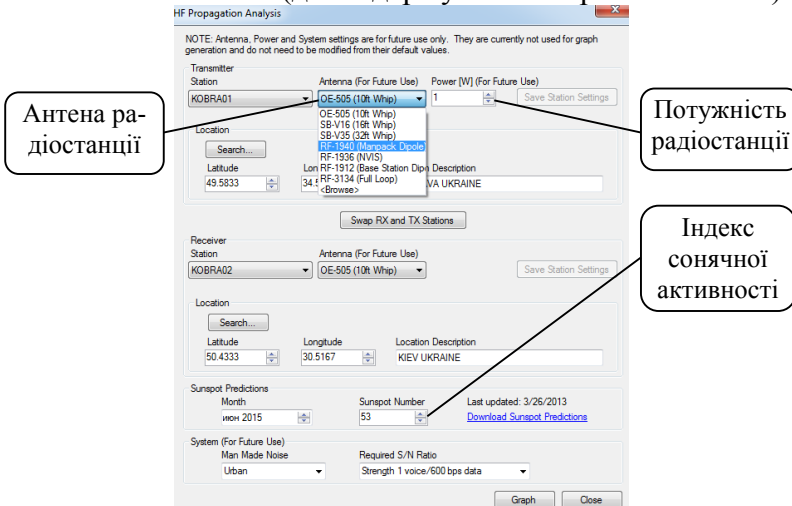 HF Propagation Analysis
NOTE: Antenna, Power and System settings are for future use only. They are currently not used for graph
generation and do not need to be modified from their default values.
Transmitter
Station
Antenna (For Future Use)
Power [W] (For Future Use)
KOBRA01
OE-505 (10ft Whip)
1
Save Station Settings
OE-505 (10ft Whip)
SB-V16 (16ft Whip)
SB-V35 (32ft Whip)
RF-1940 (Manpack Dipole)
RF-1936 (NVIS)
RF-1912 (Base Station Dipo
RF-3134 (Full Loop)
<Browse>
Антена ра-
діостанції
Потужність
радіостанції
Location
Search...
Latitude
Lon
Description
49.5833
34.5
VA UKRAINE
Swap RX and TX Stations
Індекс
сонячної
активності
Receiver
Station
Antenna (For Future Use)
KOBRA02
OE-505 (10ft Whip)
Save Station Settings
Location
Search...
Latitude
Longitude
Location Description
50.4333
30.5167
KIEV UKRAINE
Sunspot Predictions
Month
Sunspot Number
Last updated: 3/26/2013
июн 2015
53
Download Sunspot Predictions
System (For Future Use)
Man Made Noise
Required S/N Ratio
Urban
Strength 1 voice/600 bps data
Graph
Close